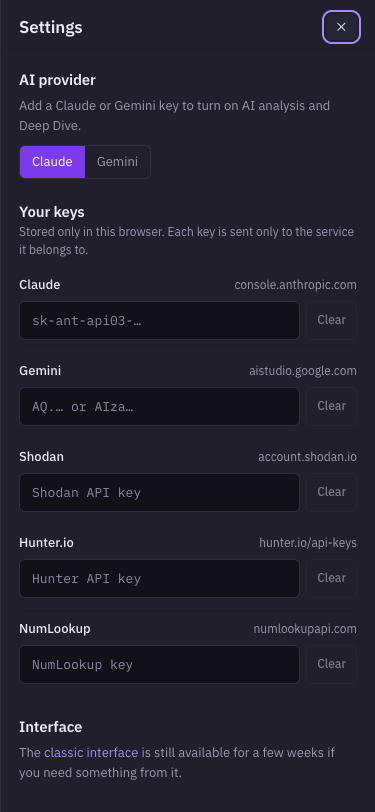 Settings
×
AI provider
Add a Claude or Gemini key to turn on AI analysis and
Deep Dive.
Claude Gemini
Your keys
Stored only in this browser. Each key is sent only to the service
it belongs to.
Claude console.anthropic.com
sk-ant-api03-… Clear
Gemini aistudio.google.com
AQ.… or AIza… Clear
Shodan account.shodan.io
Shodan API key Clear
Hunter.io hunter.io/api-keys
Hunter API key Clear
NumLookup numlookupapi.com
NumLookup key Clear
Interface
The classic interface is still available for a few weeks if
you need something from it.